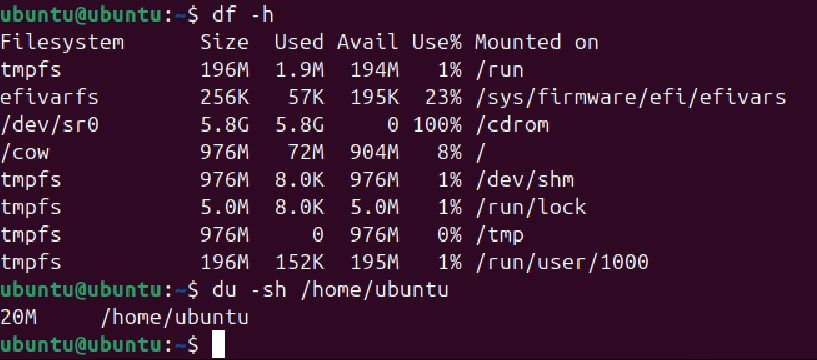 ubuntu@ubuntu:~$ df -h
Filesystem      Size  Used Avail Use% Mounted on
tmpfs           196M  1.9M  194M   1% /run
efivarfs        256K   57K  195K  23% /sys/firmware/efi/efivars
/dev/sr0        5.8G  5.8G     0 100% /cdrom
/cow            976M   72M  904M   8% /
tmpfs           976M  8.0K  976M   1% /dev/shm
tmpfs           5.0M  8.0K  5.0M   1% /run/lock
tmpfs           976M     0  976M   0% /tmp
tmpfs           196M  152K  195M   1% /run/user/1000
ubuntu@ubuntu:~$ du -sh /home/ubuntu
20M     /home/ubuntu
ubuntu@ubuntu:~$